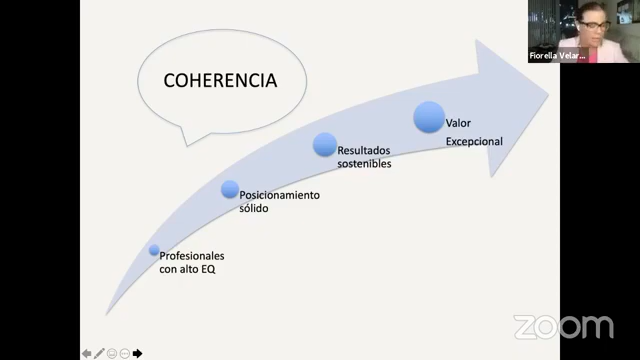 Fiorella Velar...
COHERENCIA
Valor
Excepcional
Resultados
sostenibles
Posicionamiento
sólido
Profesionales
con alto EQ
zoom